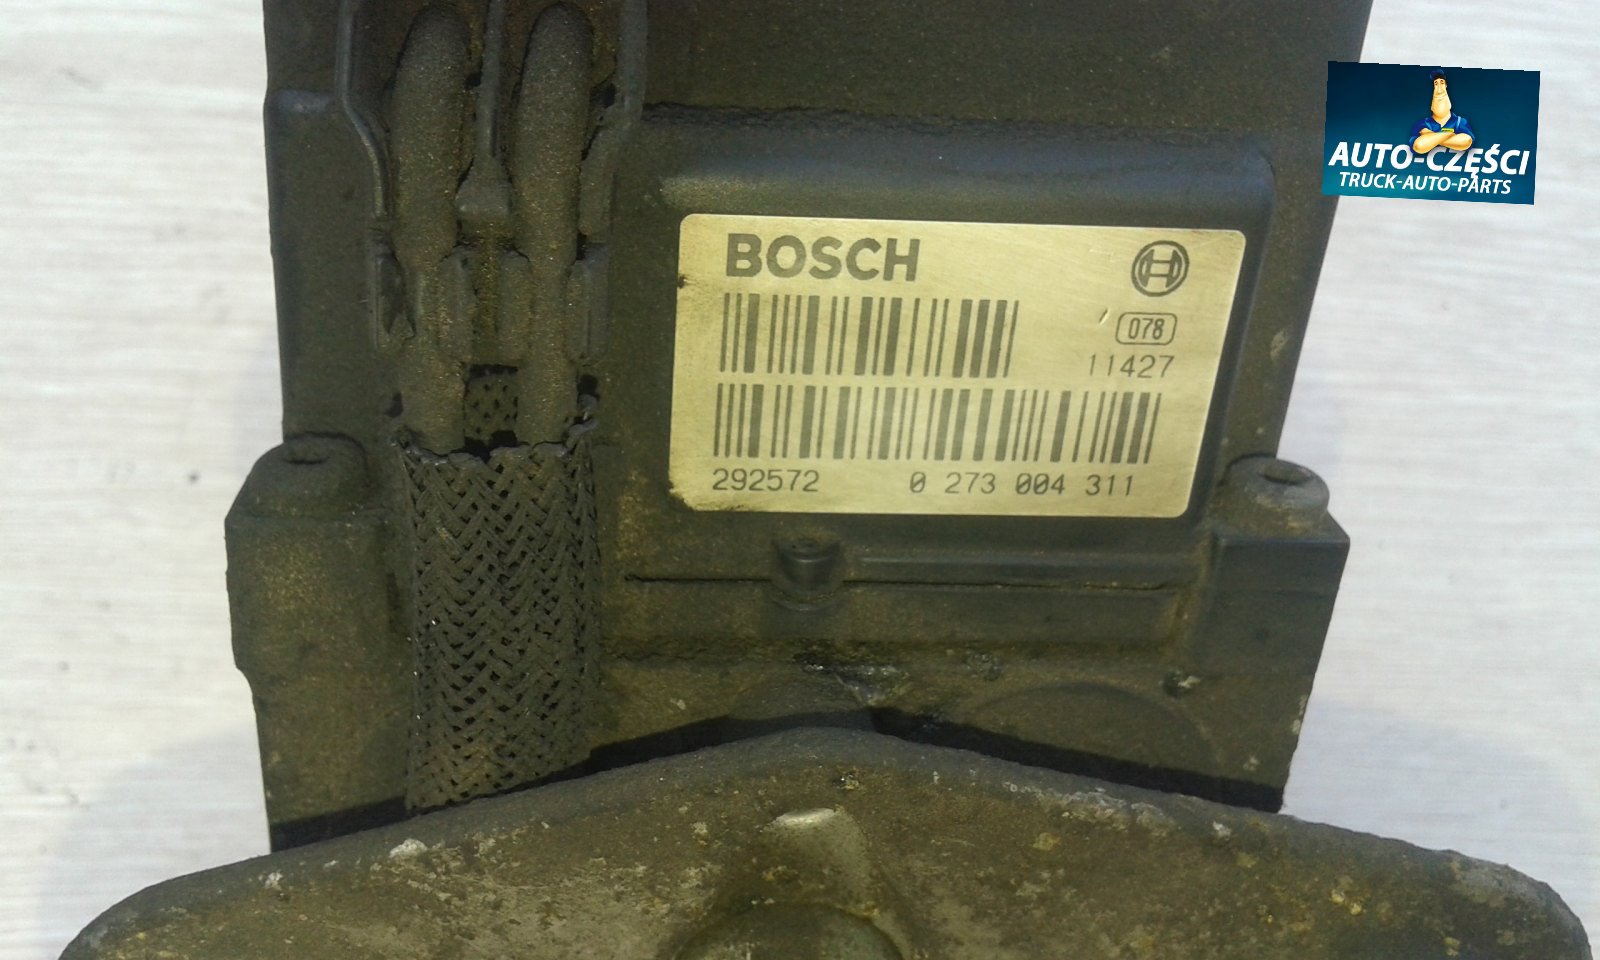 AUTO-CZĘŚCI
TRUCK-AUTO-PARTS
BOSCH
078
11427
292572 0 273 004 311